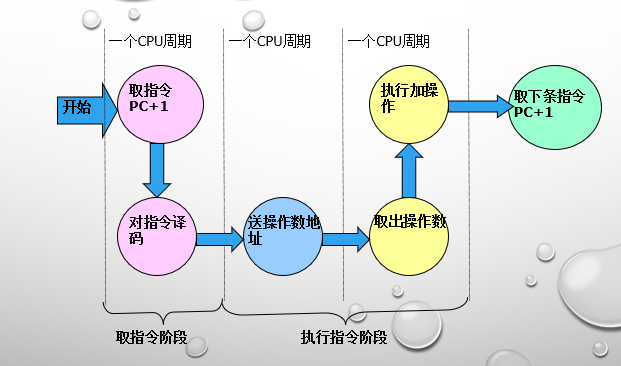 一个CPU周期
一个CPU周期
一个CPU周期
开始
取指令
PC+1
执行加操
作
取下条指令
PC+1
对指令译
码
送操作数地
址
取出操作数
取指令阶段
执行指令阶段